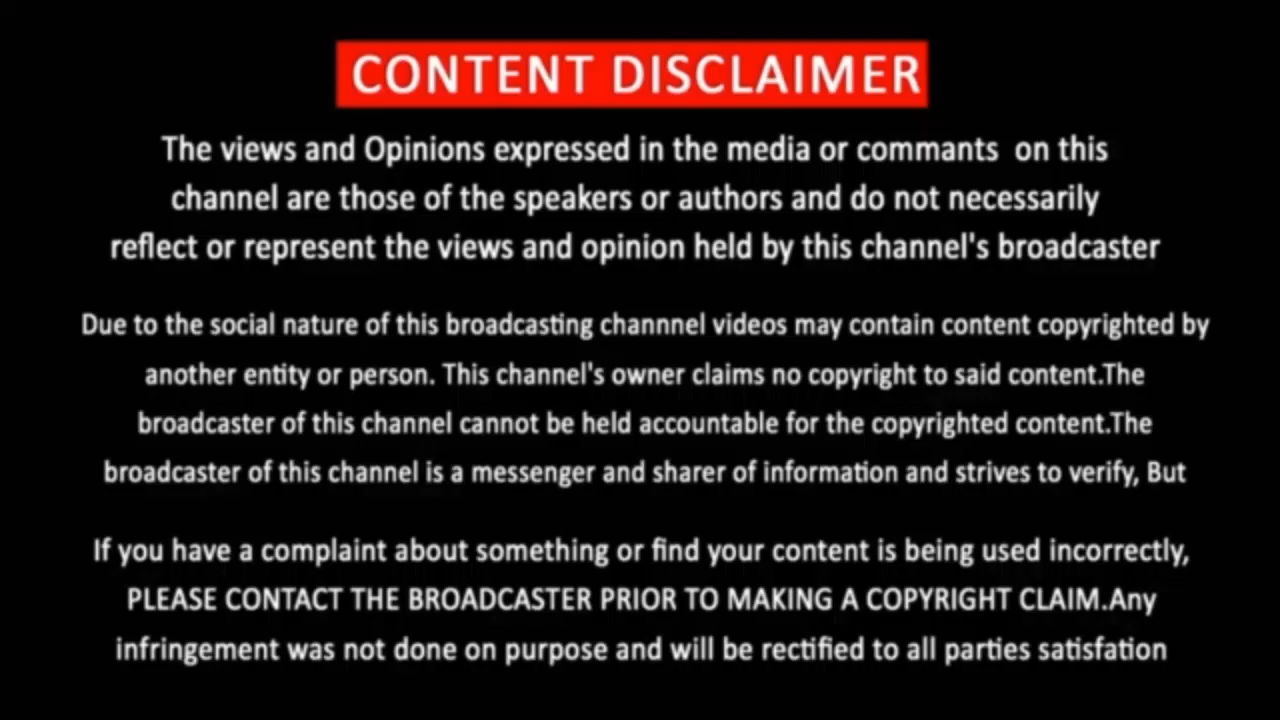 CONTENT DISCLAIMER
The views and Opinions expressed in the media or commants on this
channel are those of the speakers or authors and do not necessarily
reflect or represent the views and opinion held by this channel's broadcaster
Due to the social nature of this broadcasting channnel videos may contain content copyrighted by
another entity or person. This channel's owner claims no copyright to said content.The
broadcaster of this channel cannot be held accountable for the copyrighted content.The
broadcaster of this channel is a messenger and sharer of information and strives to verify, But
If you have a complaint about something or find your content is being used incorrectly,
PLEASE CONTACT THE BROADCASTER PRIOR TO MAKING A COPYRIGHT CLAIM.Any
infringement was not done on purpose and will be rectified to all parties satisfation